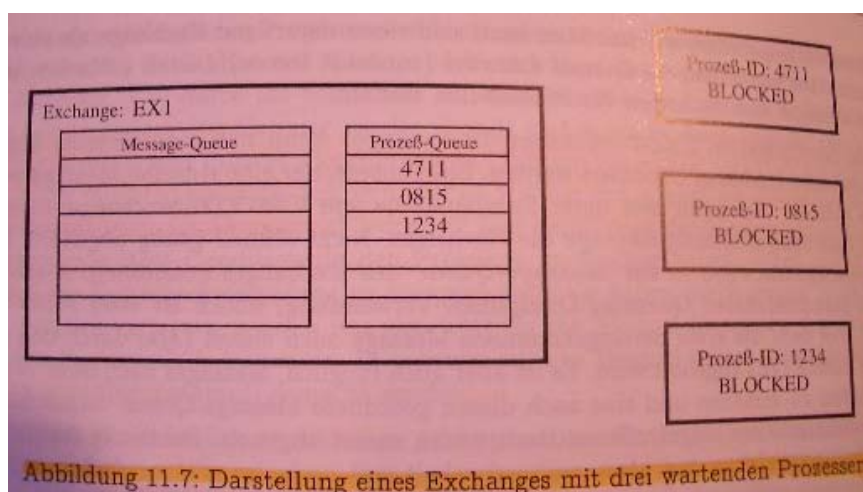 Exchange: EX1
Message-Queue
Prozeß-Queue
4711
0815
1234
Prozeß-ID: 4711
BLOCKED
Prozeß-ID: 0815
BLOCKED
Prozeß-ID: 1234
BLOCKED
Abbildung 11.7: Darstellung eines Exchanges mit drei wartenden Prozessen